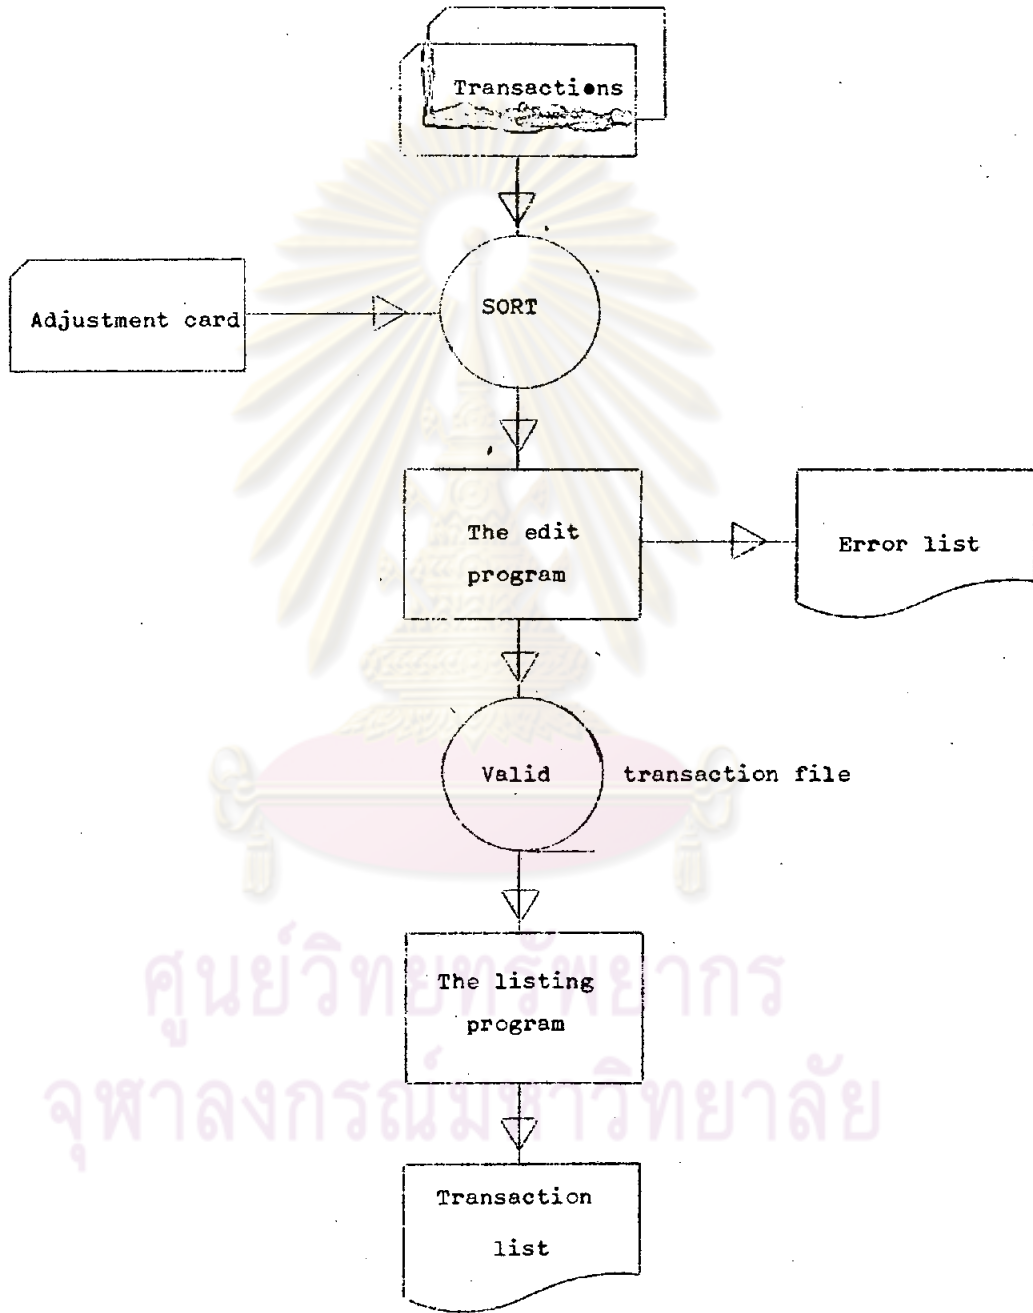 Transactions
Adjustment card
SORT
The edit
program
Error list
Valid transaction file
The listing
program
ศูนย์วิทยทรัพยากร
จุฬาลงกรณ์มหาวิทยาลัย
Transaction
list